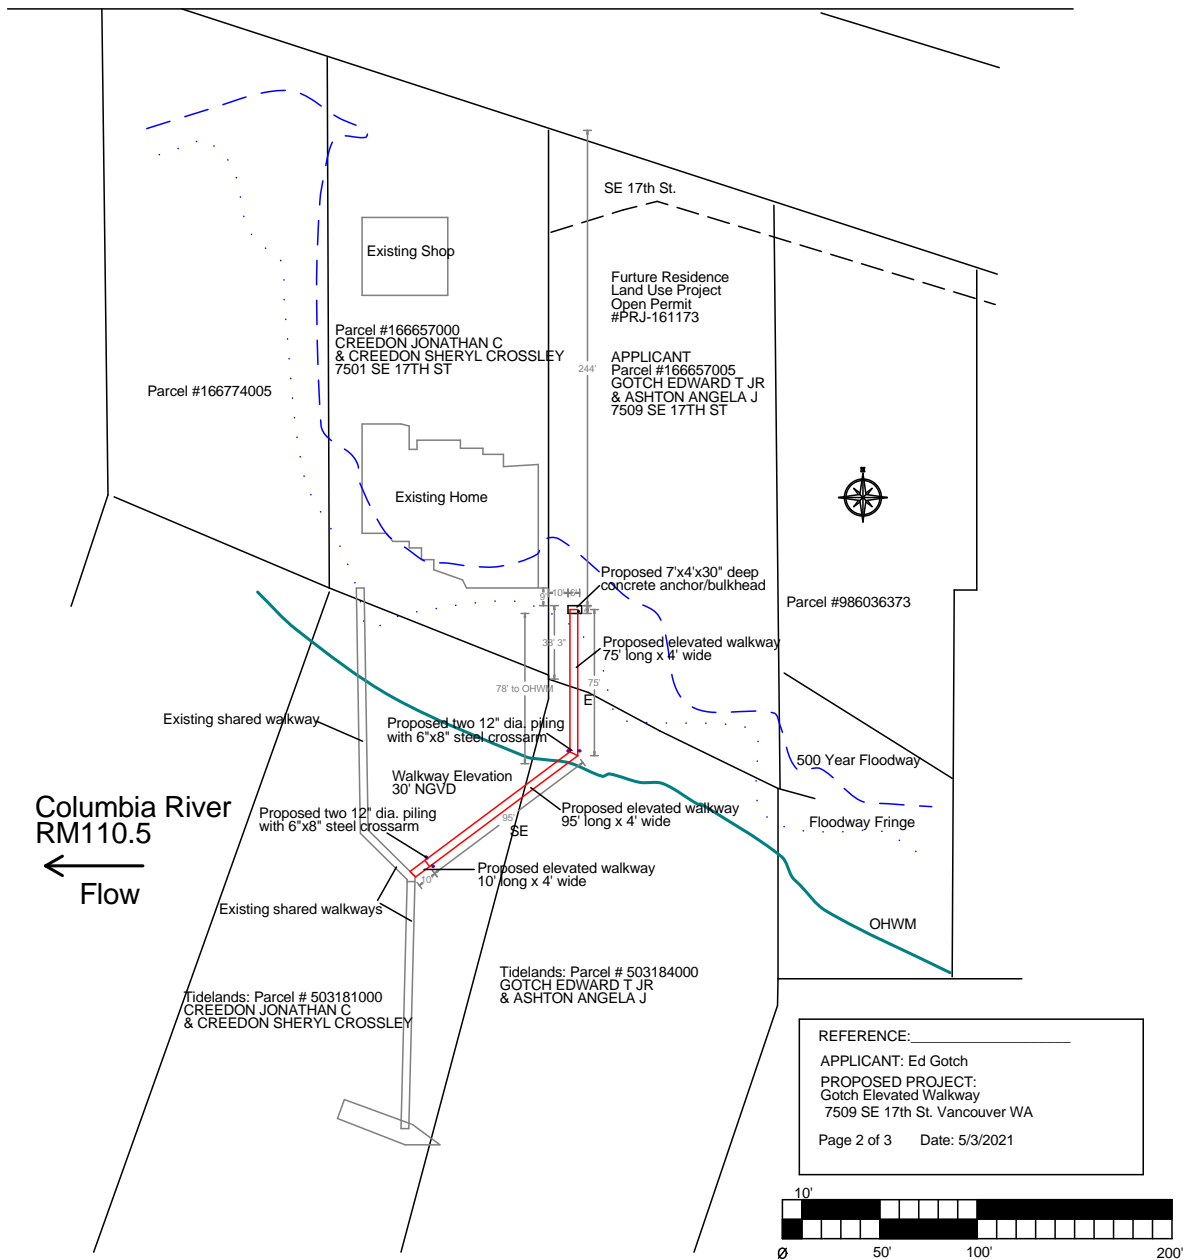 SE 17th St.
Existing Shop
Furture Residence
Land Use Project
Open Permit
#PRJ-161173
Parcel #166657000
CREEDON JONATHAN C
& CREEDON SHERYL CROSSLEY
7501 SE 17TH ST
APPLICANT
Parcel #166657005
GOTCH EDWARD T JR
& ASHTON ANGELA J
7509 SE 17TH ST
244'
Parcel #166774005
Existing Home
Proposed 7'x4'x30" deep
concrete anchor/bulkhead
9'
10'
6'
Parcel #986036373
Proposed elevated walkway
75' long x 4' wide
38' 3"
75'
78' to OHWM
E
Existing shared walkway
Proposed two 12" dia. piling
with 6"x8" steel crossarm
500 Year Floodway
Walkway Elevation
30' NGVD
Columbia River
RM110.5
Flow
Proposed two 12" dia. piling
with 6"x8" steel crossarm
Proposed elevated walkway
95' long x 4' wide
95'
SE
Floodway Fringe
Proposed elevated walkway
10' long x 4' wide
10'
Existing shared walkways
OHWM
Tidelands: Parcel # 503184000
GOTCH EDWARD T JR
& ASHTON ANGELA J
Tidelands: Parcel # 503181000
CREEDON JONATHAN C
& CREEDON SHERYL CROSSLEY
REFERENCE:
APPLICANT: Ed Gotch
PROPOSED PROJECT:
Gotch Elevated Walkway
7509 SE 17th St. Vancouver WA
Page 2 of 3 Date: 5/3/2021
10'
50' 100' 200'